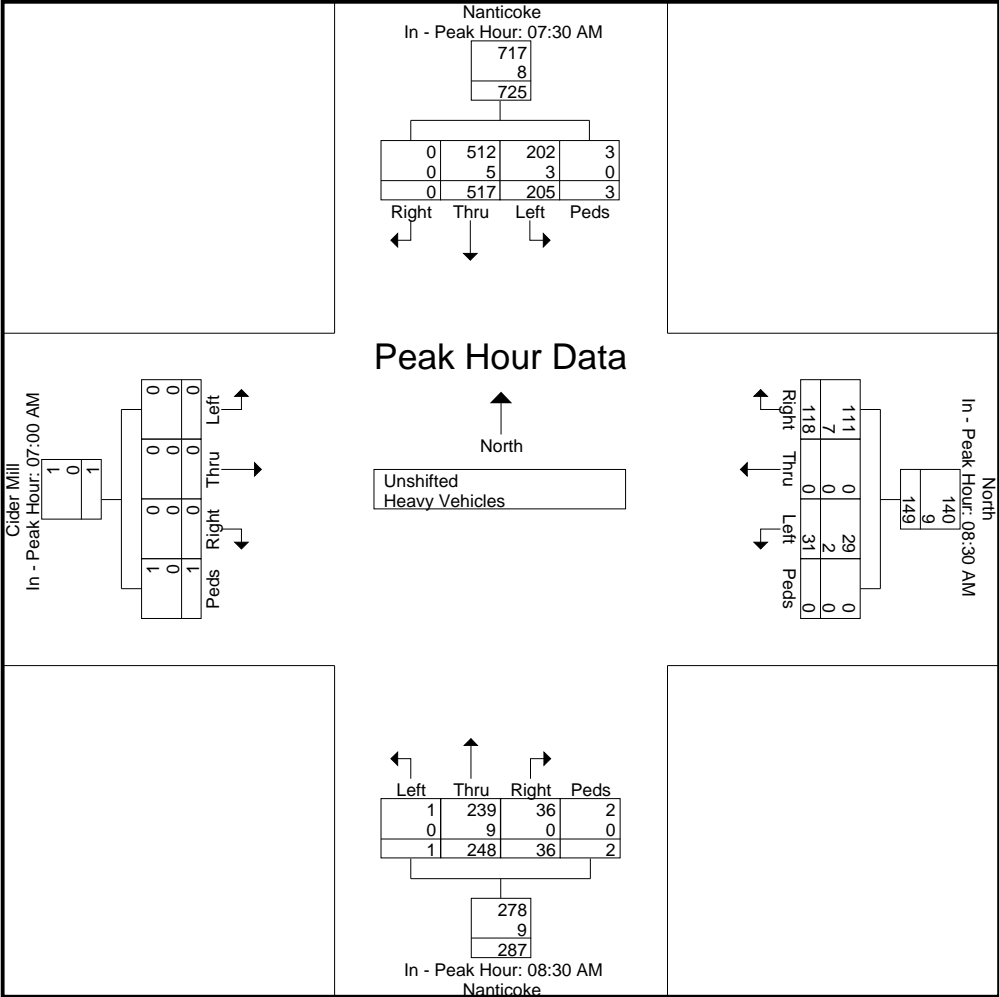 Nanticoke
In - Peak Hour: 07:30 AM
717
8
725
0 512 202 3
0 5 3 0
0 517 205 3
Right Thru Left Peds
Peak Hour Data
North
Unshifted
Heavy Vehicles
Cider Mill
In - Peak Hour: 07:00 AM
1
0
1
0 0 0 1
0 0 0 0
0 0 0 1
Left Thru Right Peds
North
In - Peak Hour: 08:30 AM
140
9
149
111 0 29 0
7 0 2 0
118 0 31 0
Right Thru Left Peds
Left Thru Right Peds
1 239 36 2
0 9 0 0
1 248 36 2
278
9
287
In - Peak Hour: 08:30 AM
Nanticoke